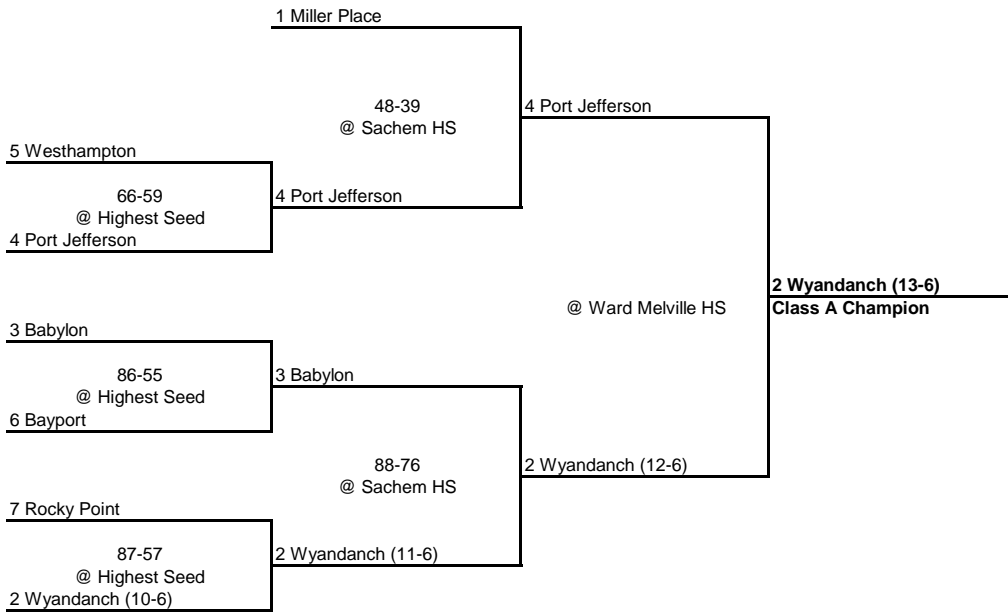 1 Miller Place
48-39
@ Sachem HS
4 Port Jefferson
5 Westhampton
66-59
@ Highest Seed
4 Port Jefferson
4 Port Jefferson
@ Ward Melville HS
2 Wyandanch (13-6)
Class A Champion
3 Babylon
86-55
@ Highest Seed
3 Babylon
6 Bayport
88-76
@ Sachem HS
2 Wyandanch (12-6)
7 Rocky Point
87-57
@ Highest Seed
2 Wyandanch (11-6)
2 Wyandanch (10-6)